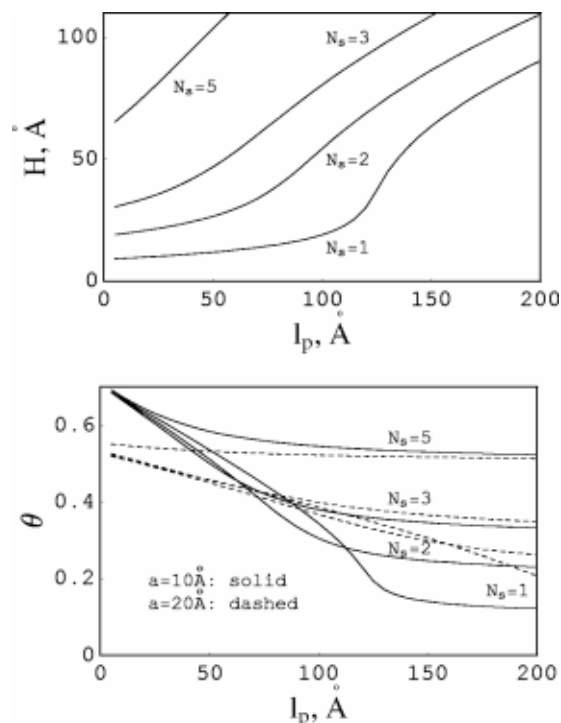 100
50
0
H, Å
N_s=5
N_s=3
N_s=2
N_s=1
0 50 100 150 200
l_p, Å
0.6
0.4
0.2
0
θ
N_s=5
N_s=3
N_s=2
N_s=1
a=10Å: solid
a=20Å: dashed
0 50 100 150 200
l_p, Å